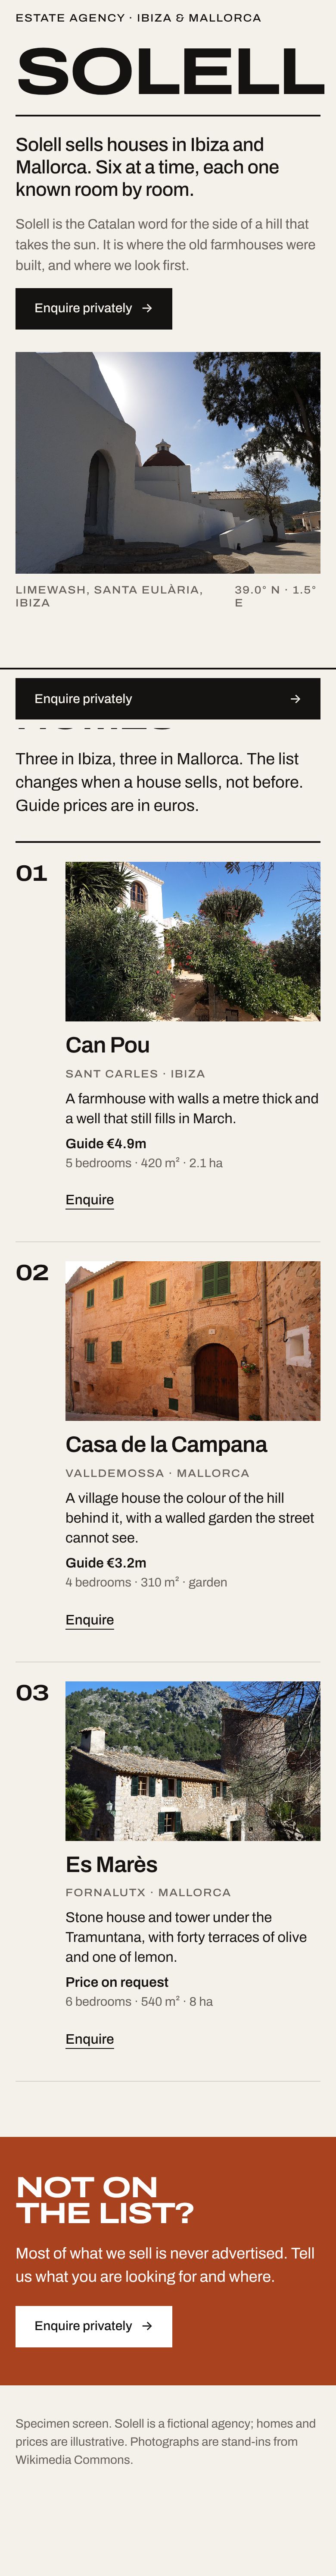 ESTATE AGENCY · IBIZA & MALLORCA
SOLELL
Solell sells houses in Ibiza and
Mallorca. Six at a time, each one
known room by room.
Solell is the Catalan word for the side of a hill that
takes the sun. It is where the old farmhouses were
built, and where we look first.
Enquire privately →
LIMEWASH, SANTA EULÀRIA,
IBIZA
39.0° N · 1.5°
E
Enquire privately →
Three in Ibiza, three in Mallorca. The list
changes when a house sells, not before.
Guide prices are in euros.
01
Can Pou
SANT CARLES · IBIZA
A farmhouse with walls a metre thick and
a well that still fills in March.
Guide €4.9m
5 bedrooms · 420 m² · 2.1 ha
Enquire
02
Casa de la Campana
VALLDEMOSSA · MALLORCA
A village house the colour of the hill
behind it, with a walled garden the street
cannot see.
Guide €3.2m
4 bedrooms · 310 m² · garden
Enquire
03
Es Marès
FORNALUTX · MALLORCA
Stone house and tower under the
Tramuntana, with forty terraces of olive
and one of lemon.
Price on request
6 bedrooms · 540 m² · 8 ha
Enquire
NOT ON
THE LIST?
Most of what we sell is never advertised. Tell
us what you are looking for and where.
Enquire privately →
Specimen screen. Solell is a fictional agency; homes and
prices are illustrative. Photographs are stand-ins from
Wikimedia Commons.